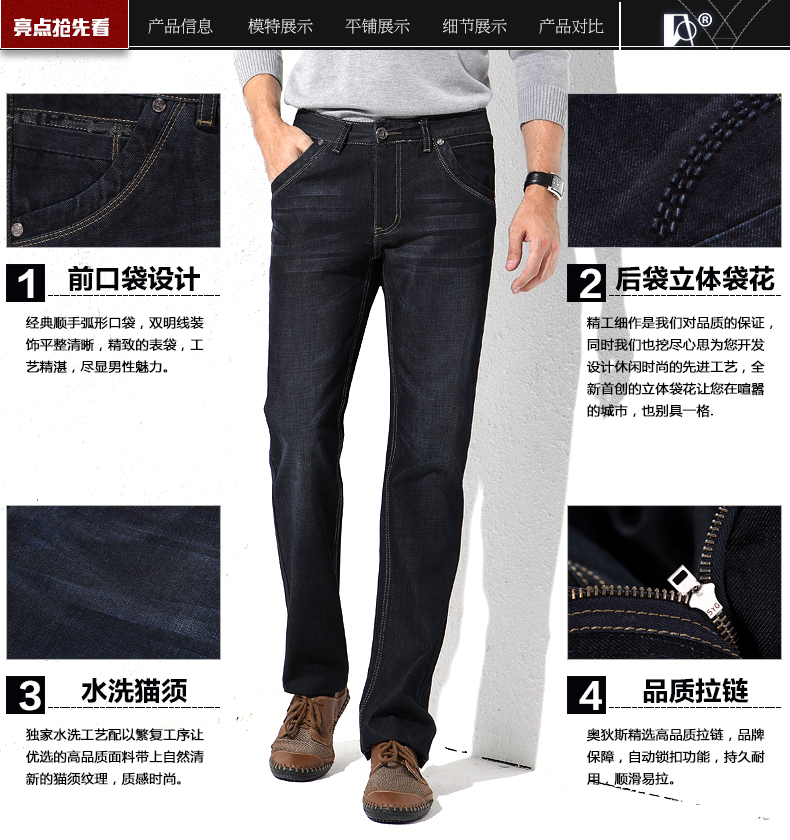 亮点抢先看 产品信息 模特展示 平铺展示 细节展示 产品对比 ®
1 前口袋设计
经典顺手弧形口袋，双明线装
饰平整清晰，精致的表袋，工
艺精湛，尽显男性魅力。
2 后袋立体袋花
精工细作是我们对品质的保证，
同时我们也挖尽心思为您开发
设计休闲时尚的先进工艺，全
新首创的立体袋花让您在喧嚣
的城市，也别具一格.
3 水洗猫须
独家水洗工艺配以繁复工序让
优选的高品质面料带上自然清
新的猫须纹理，质感时尚。
SYG
4 品质拉链
奥狄斯精选高品质拉链，品牌
保障，自动锁扣功能，持久耐
用，顺滑易拉。